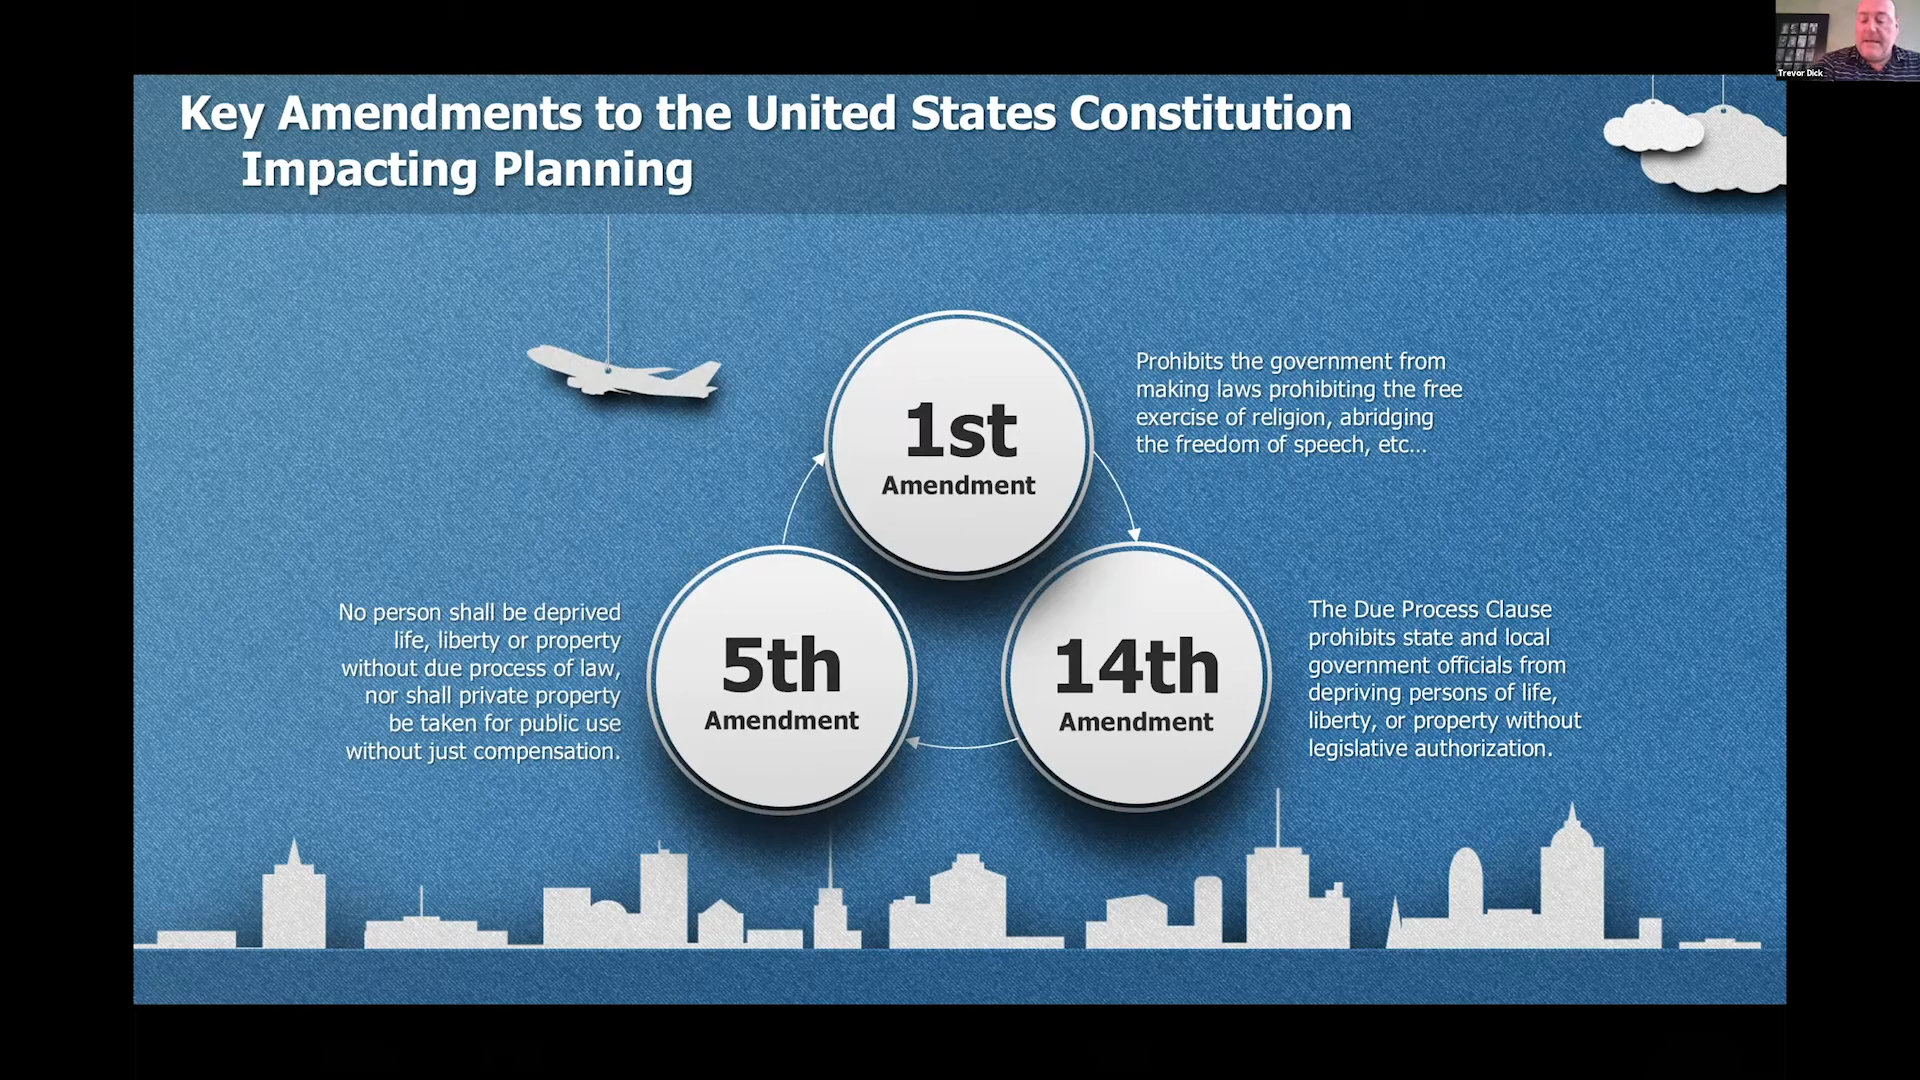 Key Amendments to the United States Constitution
Impacting Planning
Trevor Dick
1st
Amendment
Prohibits the government from
making laws prohibiting the free
exercise of religion, abridging
the freedom of speech, etc...
5th
Amendment
No person shall be deprived
life, liberty or property
without due process of law,
nor shall private property
be taken for public use
without just compensation.
14th
Amendment
The Due Process Clause
prohibits state and local
government officials from
depriving persons of life,
liberty, or property without
legislative authorization.